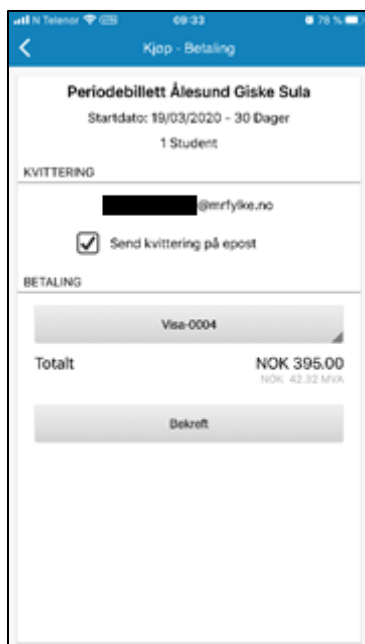 N Telenor 09:33 78 %
Kjøp - Betaling
Periodebillett Ålesund Giske Sula
Startdato: 19/03/2020 - 30 Dager
1 Student
KVITTERING
@mrfylke.no
Send kvittering på epost
BETALING
Visa-0004
Totalt NOK 395.00
NOK 42.32 MVA
Bekreft